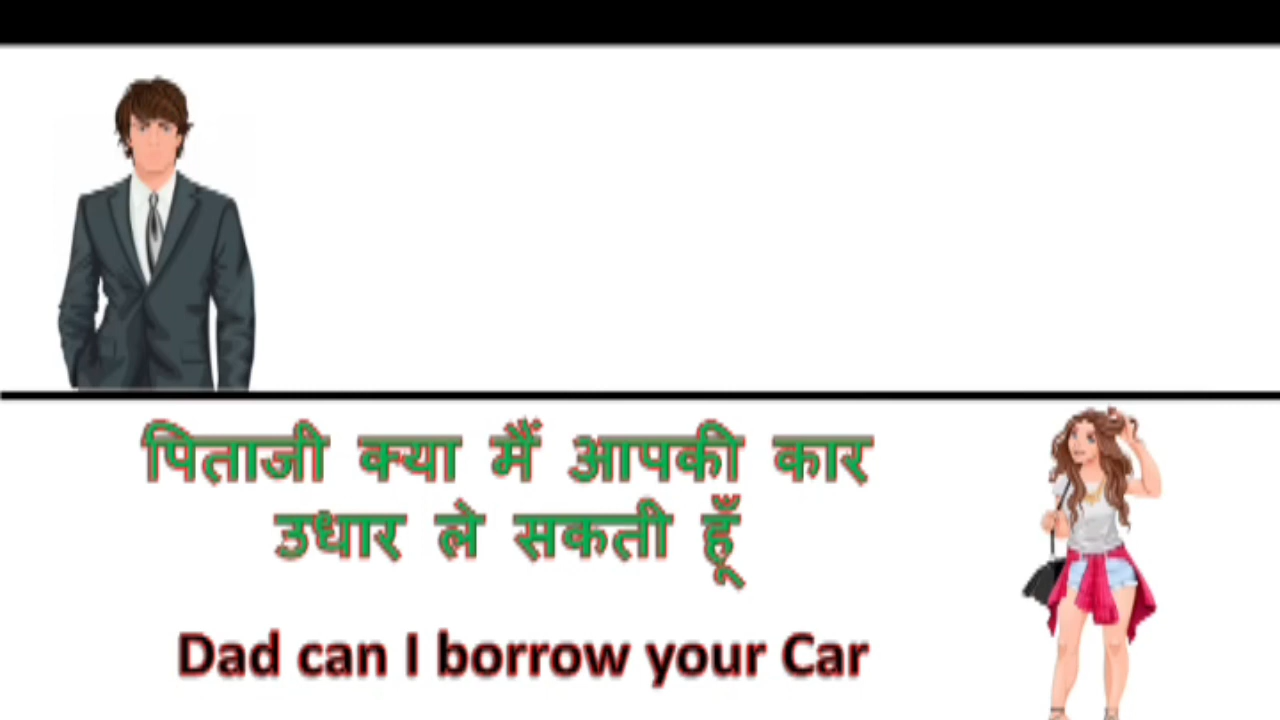 पिताजी क्या मैं आपकी कार
उधार ले सकती हूँ
Dad can I borrow your Car